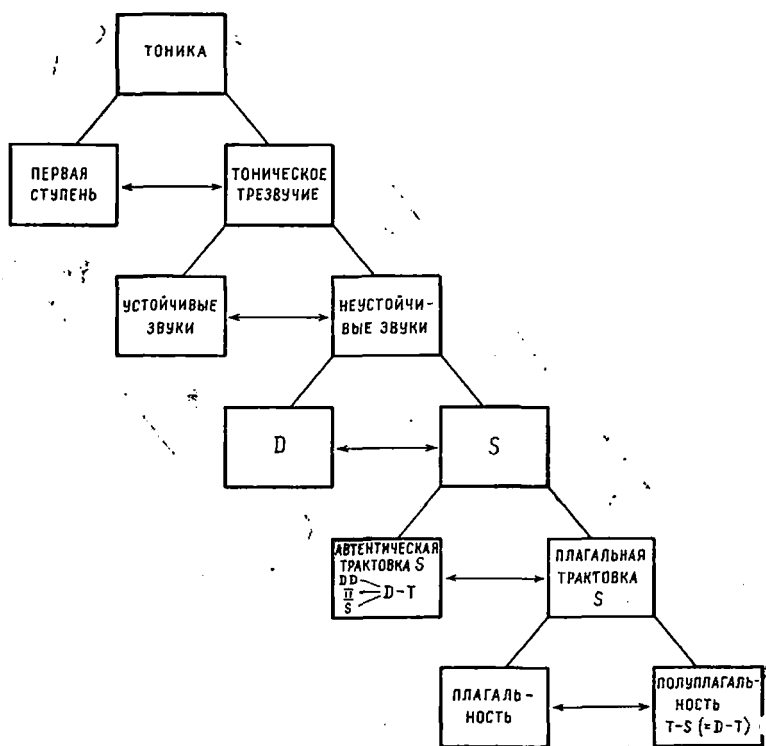 ТОНИКА
ПЕРВАЯ
СТУПЕНЬ
ТОНИЧЕСКОЕ
ТРЕЗВУЧИЕ
УСТОЙЧИВЫЕ
ЗВУКИ
НЕУСТОЙЧИ-
ВЫЕ ЗВУКИ
D
S
АВТЕНТИЧЕСКАЯ
ТРАКТОВКА S
DD
II D-T
S
ПЛАГАЛЬНАЯ
ТРАКТОВКА
S
ПЛАГАЛЬ-
НОСТЬ
ПОЛУПЛАГАЛЬ-
НОСТЬ
T-S (=D-T)